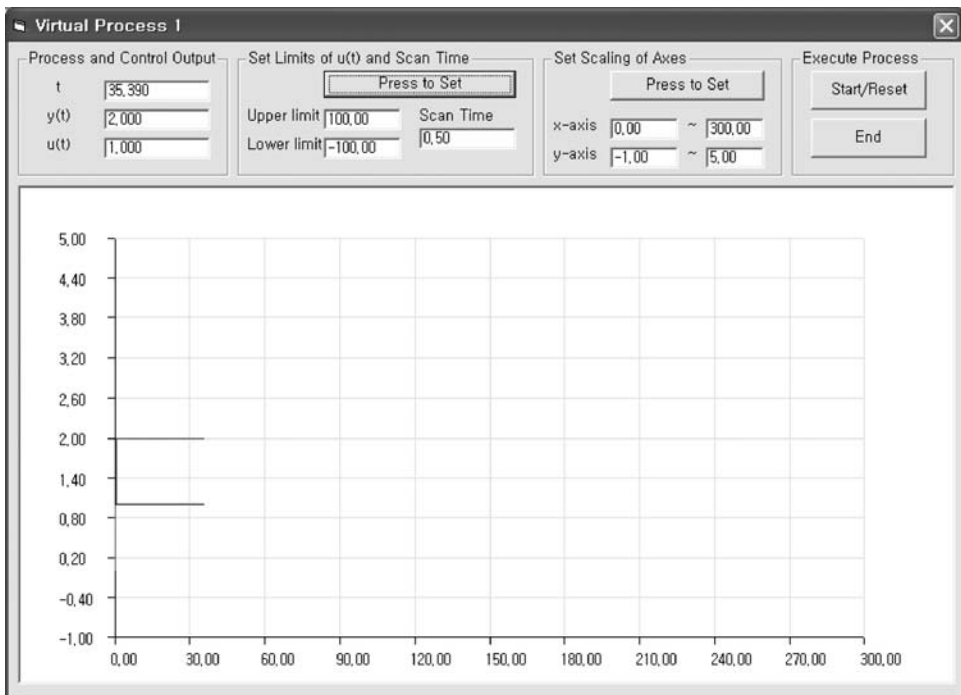 Virtual Process 1
Process and Control Output
t 35,390
y(t) 2,000
u(t) 1,000
Set Limits of u(t) and Scan Time
Press to Set
Upper limit 100,00
Lower limit -100,00
Scan Time
0,50
Set Scaling of Axes
Press to Set
x-axis 0,00 ~ 300,00
y-axis -1,00 ~ 5,00
Execute Process
Start/Reset
End
5,00
4,40
3,80
3,20
2,60
2,00
1,40
0,80
0,20
-0,40
-1,00
0,00 30,00 60,00 90,00 120,00 150,00 180,00 210,00 240,00 270,00 300,00